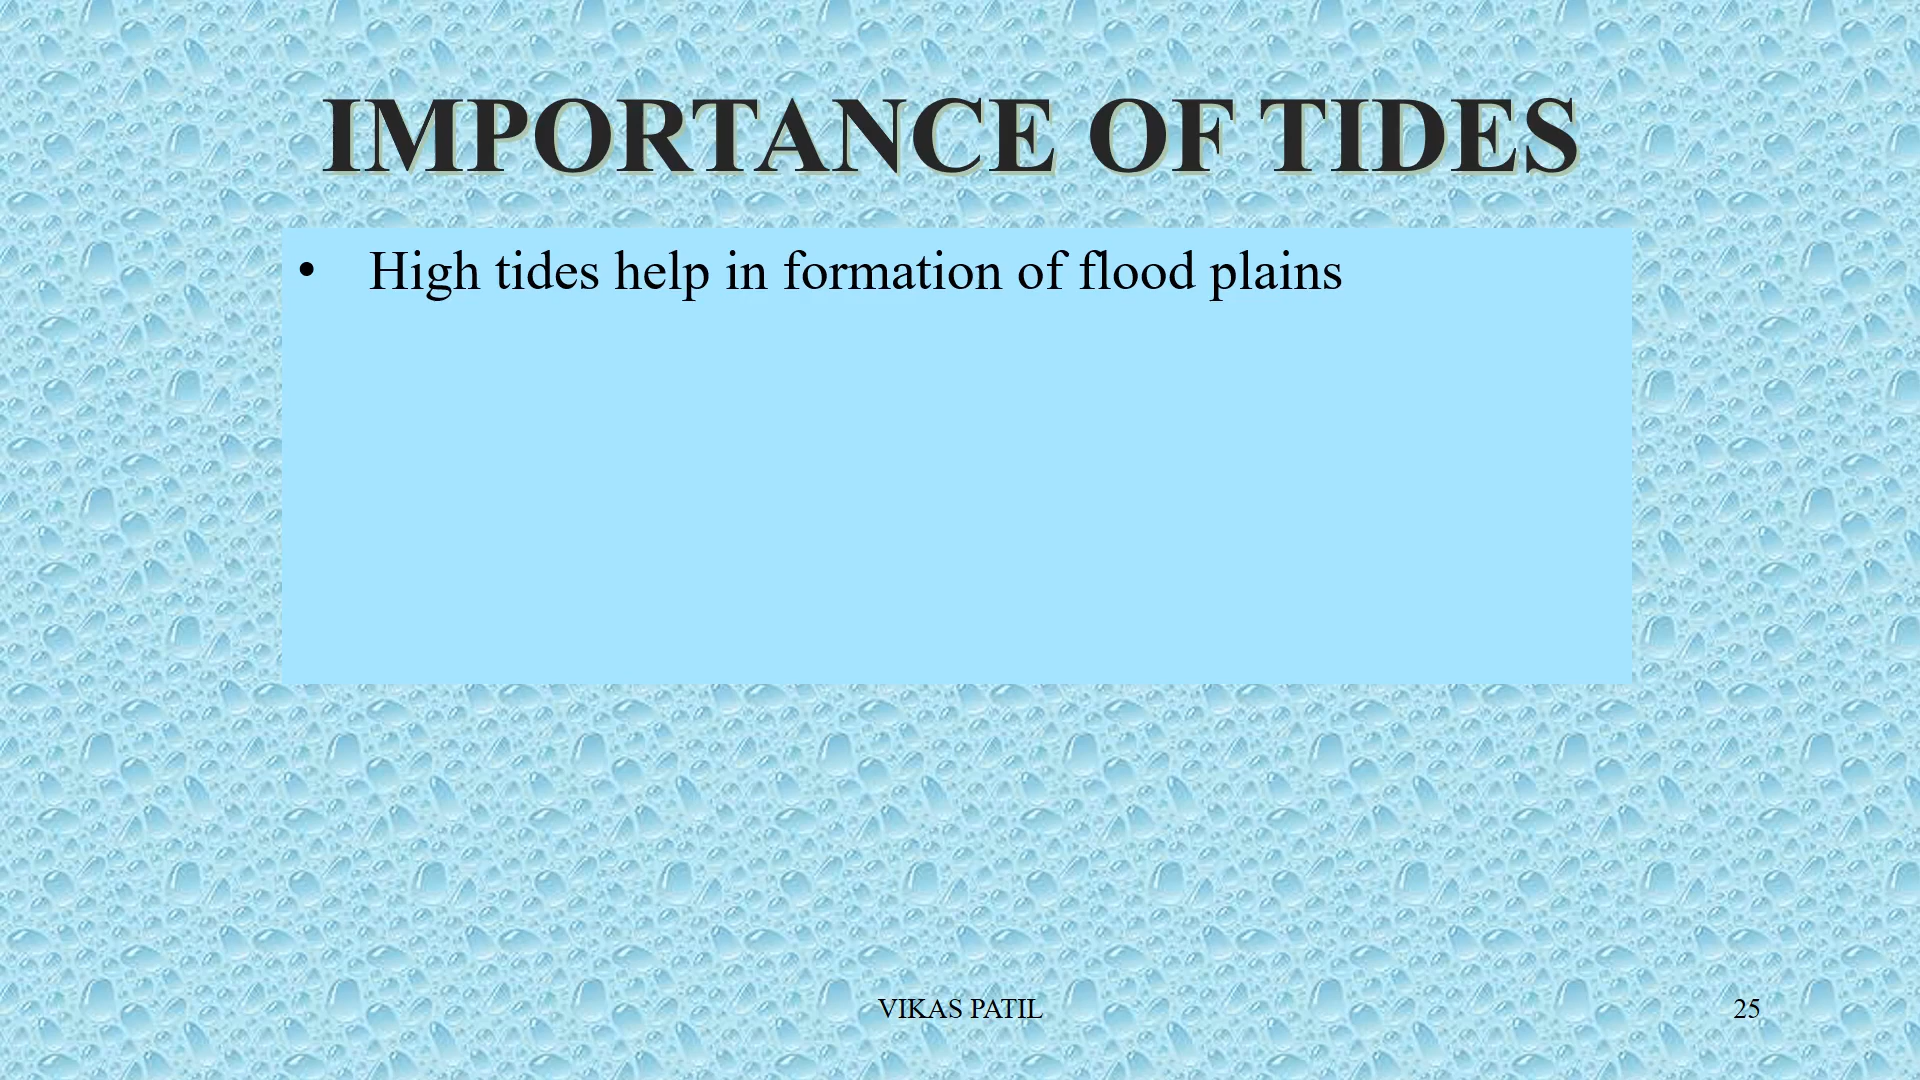 IMPORTANCE OF TIDES
• High tides help in formation of flood plains
VIKAS PATIL
25